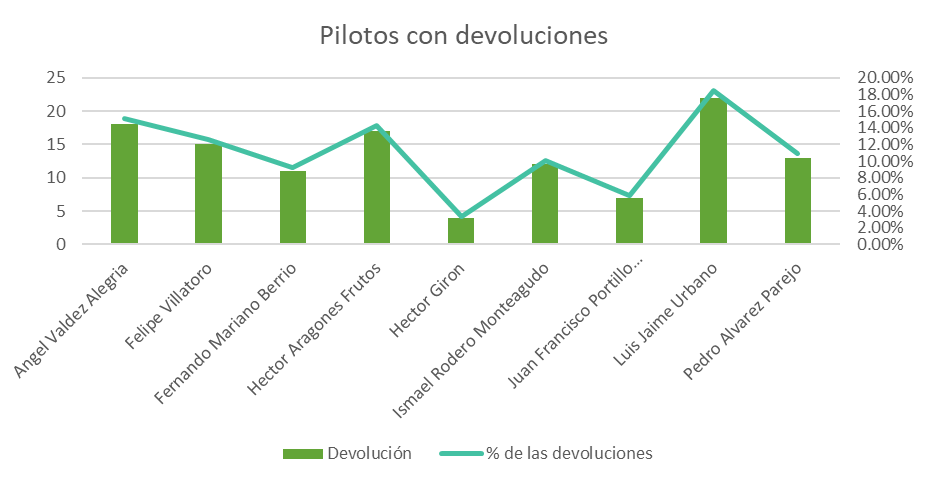 Pilotos con devoluciones
25
20
15
10
5
0
20.00%
18.00%
16.00%
14.00%
12.00%
10.00%
8.00%
6.00%
4.00%
2.00%
0.00%
Angel Valdez Alegria
Felipe Villatoro
Fernando Mariano Berrio
Hector Aragones Frutos
Hector Giron
Ismael Rodero Monteagudo
Juan Francisco Portillo...
Luis Jaime Urbano
Pedro Alvarez Parejo
Devolución
% de las devoluciones